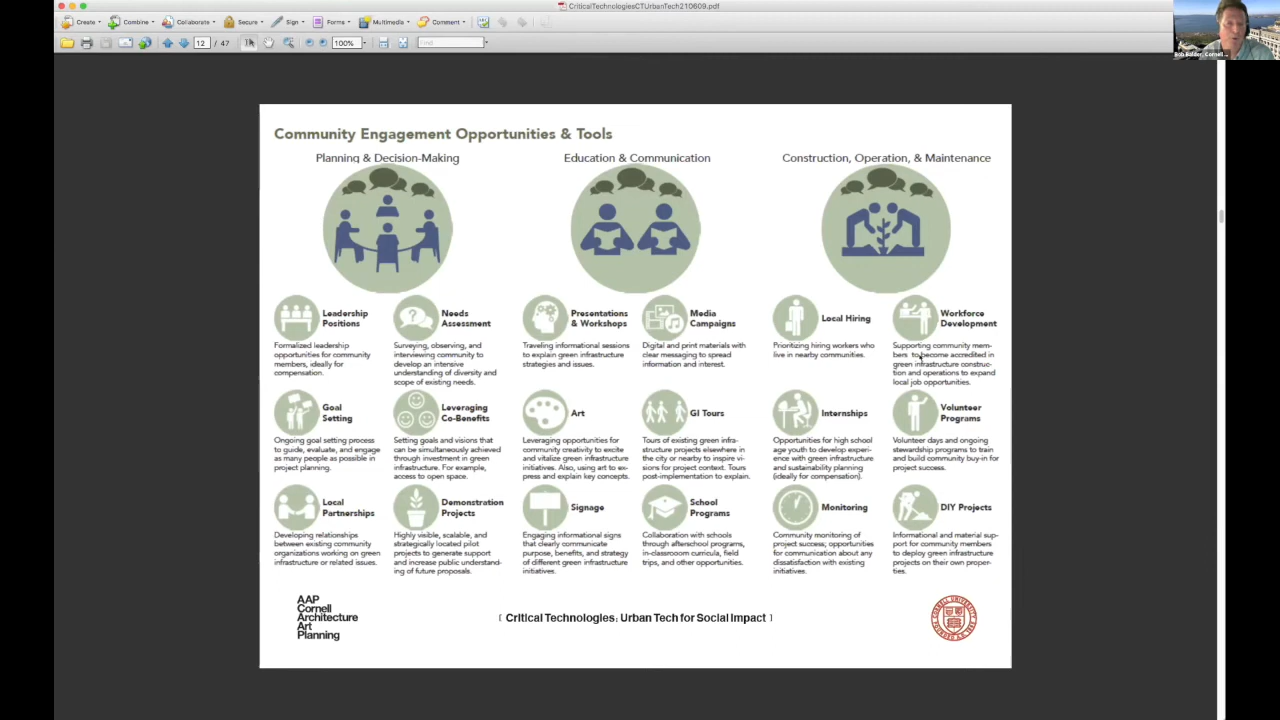 CriticalTechnologiesCTUrbanTech210609.pdf
Create
Combine
Collaborate
Secure
Sign
Forms
Multimedia
Comment
12 / 47
100%
Find
Community Engagement Opportunities & Tools
Planning & Decision-Making
Leadership
Positions
Formalized leadership
opportunities for community
members, ideally for
compensation.
Needs
Assessment
Surveying, observing, and
interviewing community to
develop an intensive
understanding of diversity and
scope of existing needs.
Goal
Setting
Ongoing goal setting process
to guide, evaluate, and engage
as many people as possible in
project planning.
Leveraging
Co-Benefits
Setting goals and visions that
can be simultaneously achieved
through investment in green
infrastructure. For example,
access to open space.
Local
Partnerships
Developing relationships
between existing community
organizations working on green
infrastructure or related issues.
Demonstration
Projects
Highly visible, scalable, and
strategically located pilot
projects to generate support
and increase public understand-
ing of future proposals.
Education & Communication
Presentations
& Workshops
Traveling informational sessions
to explain green infrastructure
strategies and issues.
Media
Campaigns
Digital and print materials with
clear messaging to spread
information and interest.
Art
Leveraging opportunities for
community creativity to excite
and vitalize green infrastructure
initiatives. Also, using art to ex-
press and explain key concepts.
GI Tours
Tours of existing green infra-
structure projects elsewhere in
the city or nearby to inspire vi-
sions for project context. Tours
post-implementation to explain.
Signage
Engaging informational signs
that clearly communicate
purpose, benefits, and strategy
of different green infrastructure
initiatives.
School
Programs
Collaboration with schools
through afterschool programs,
in-classrooom curricula, field
trips, and other opportunities.
Construction, Operation, & Maintenance
Local Hiring
Prioritizing hiring workers who
live in nearby communities.
Workforce
Development
Supporting community mem-
bers to become accredited in
green infrastructure construc-
tion and operations to expand
local job opportunities.
Internships
Opportunities for high school
age youth to develop experi-
ence with green infrastructure
and sustainability planning
(ideally for compensation).
Volunteer
Programs
Volunteer days and ongoing
stewardship programs to train
and build community buy-in for
project success.
Monitoring
Community monitoring of
project success; opportunities
for communication about any
dissatisfaction with existing
initiatives.
DIY Projects
Informational and material sup-
port for community members
to deploy green infrastructure
projects on their own proper-
ties.
AAP
Cornell
Architecture
Art
Planning
[ Critical Technologies: Urban Tech for Social Impact ]